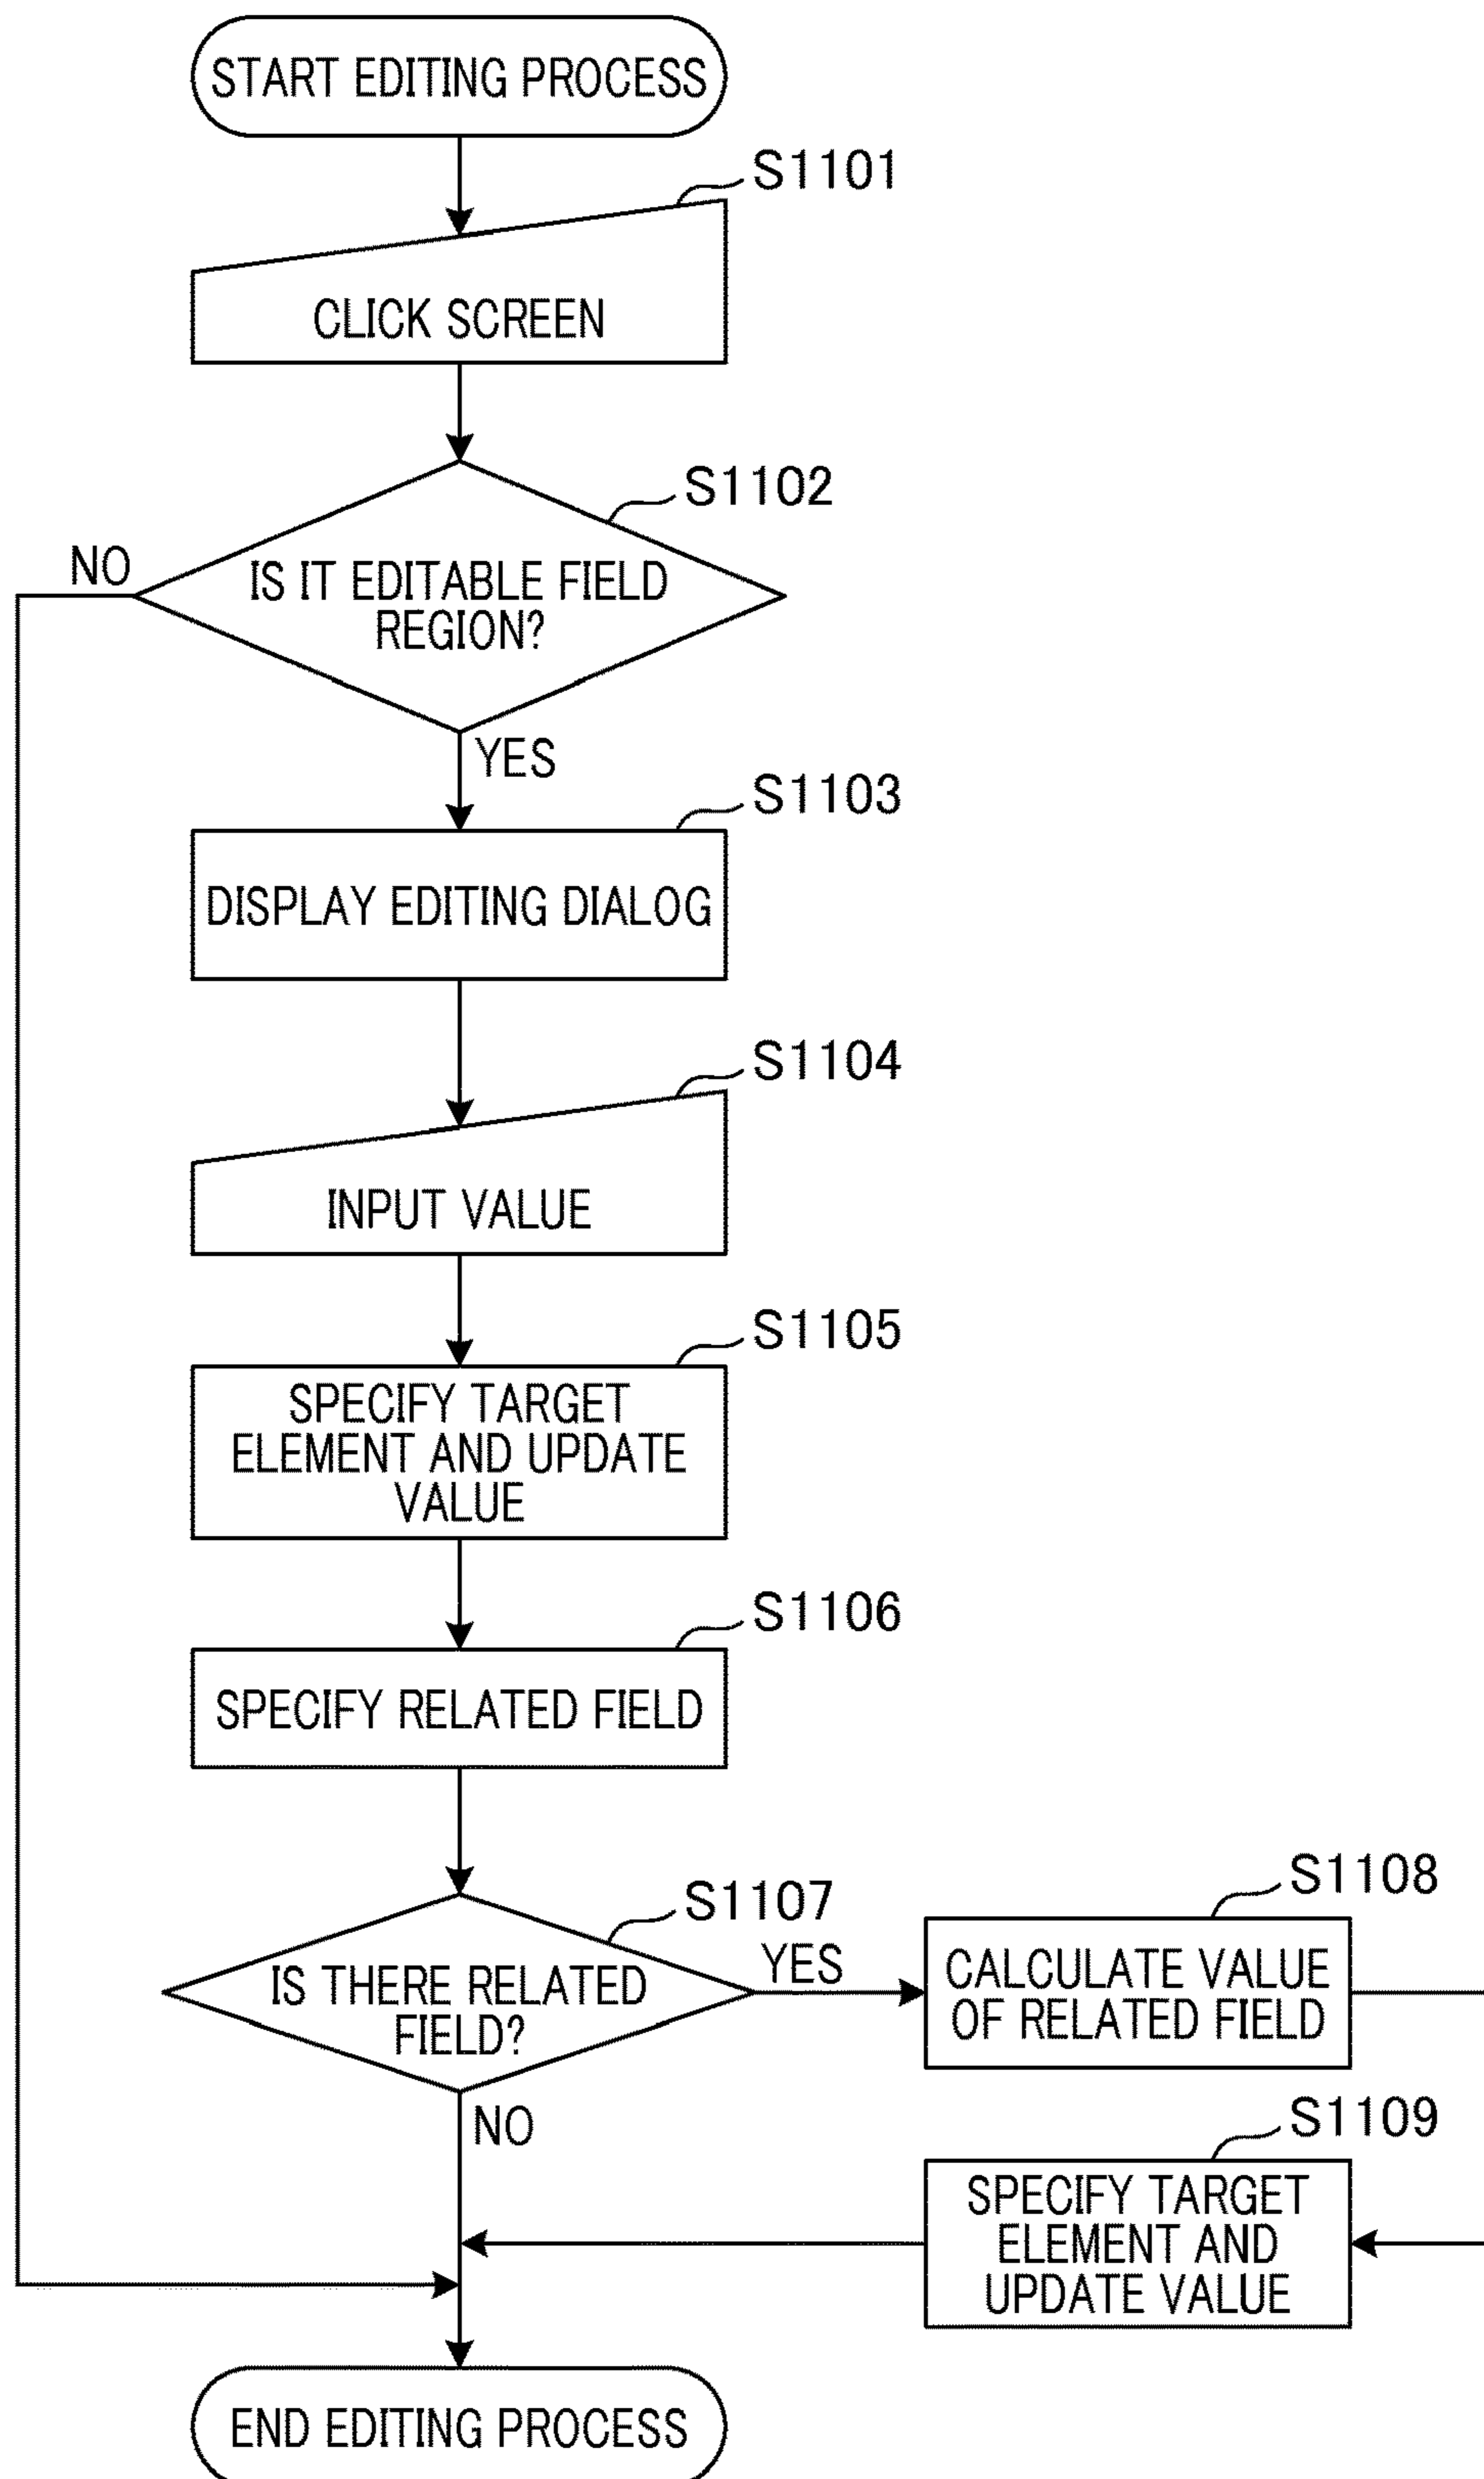 START EDITING PROCESS
S1101
CLICK SCREEN
S1102
NO
IS IT EDITABLE FIELD
REGION?
YES
S1103
DISPLAY EDITING DIALOG
S1104
INPUT VALUE
S1105
SPECIFY TARGET
ELEMENT AND UPDATE
VALUE
S1106
SPECIFY RELATED FIELD
S1107
IS THERE RELATED
FIELD?
YES
S1108
CALCULATE VALUE
OF RELATED FIELD
NO
S1109
SPECIFY TARGET
ELEMENT AND
UPDATE VALUE
END EDITING PROCESS